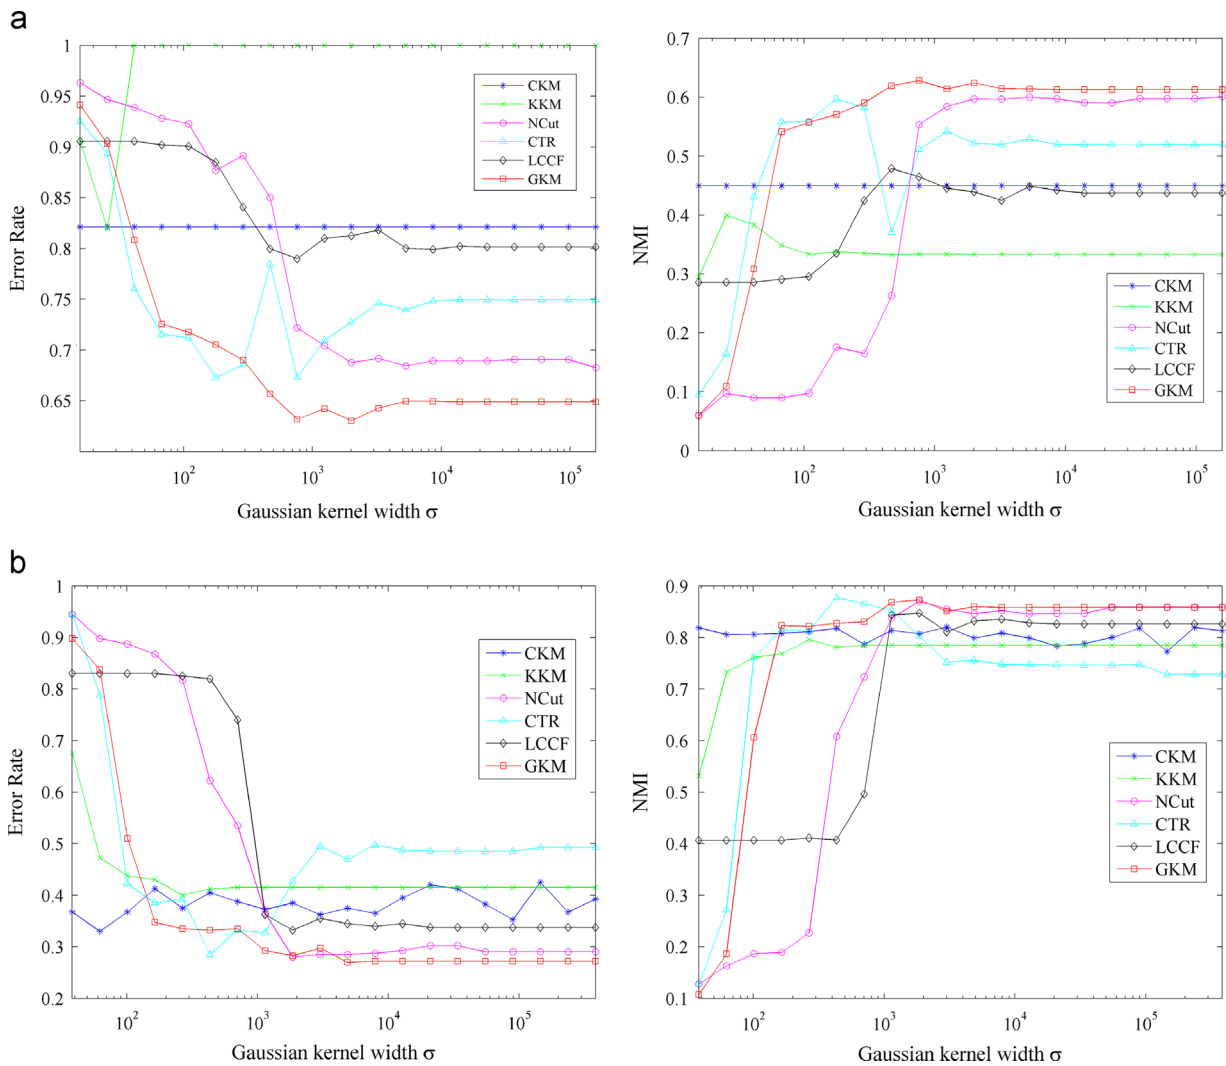 a
1
0.95
0.9
0.85
0.8
0.75
0.7
0.65
Error Rate
10^2
10^3
10^4
10^5
Gaussian kernel width σ
CKM
KKM
NCut
CTR
LCCF
GKM
0.7
0.6
0.5
0.4
0.3
0.2
0.1
0
NMI
10^2
10^3
10^4
10^5
Gaussian kernel width σ
CKM
KKM
NCut
CTR
LCCF
GKM
b
1
0.9
0.8
0.7
0.6
0.5
0.4
0.3
0.2
Error Rate
10^2
10^3
10^4
10^5
Gaussian kernel width σ
CKM
KKM
NCut
CTR
LCCF
GKM
0.9
0.8
0.7
0.6
0.5
0.4
0.3
0.2
0.1
NMI
10^2
10^3
10^4
10^5
Gaussian kernel width σ
CKM
KKM
NCut
CTR
LCCF
GKM